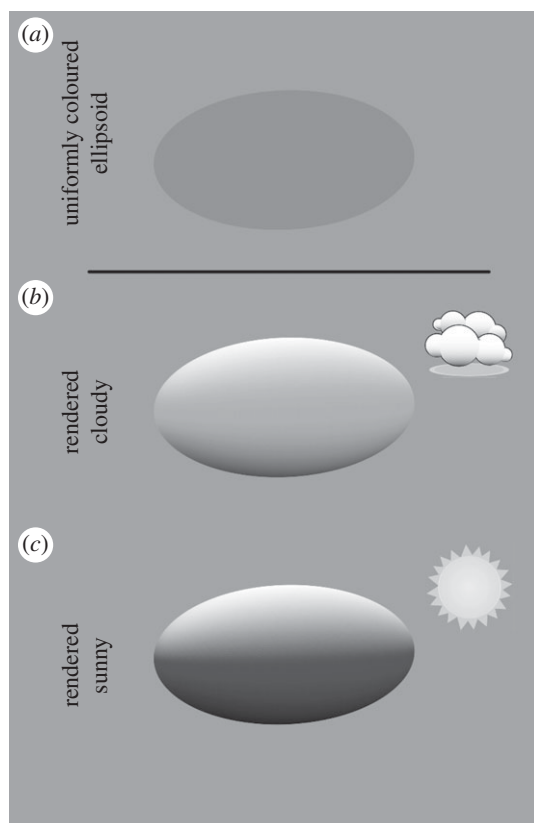 (a)
uniformly coloured
ellipsoid
(b)
rendered
cloudy
(c)
rendered
sunny